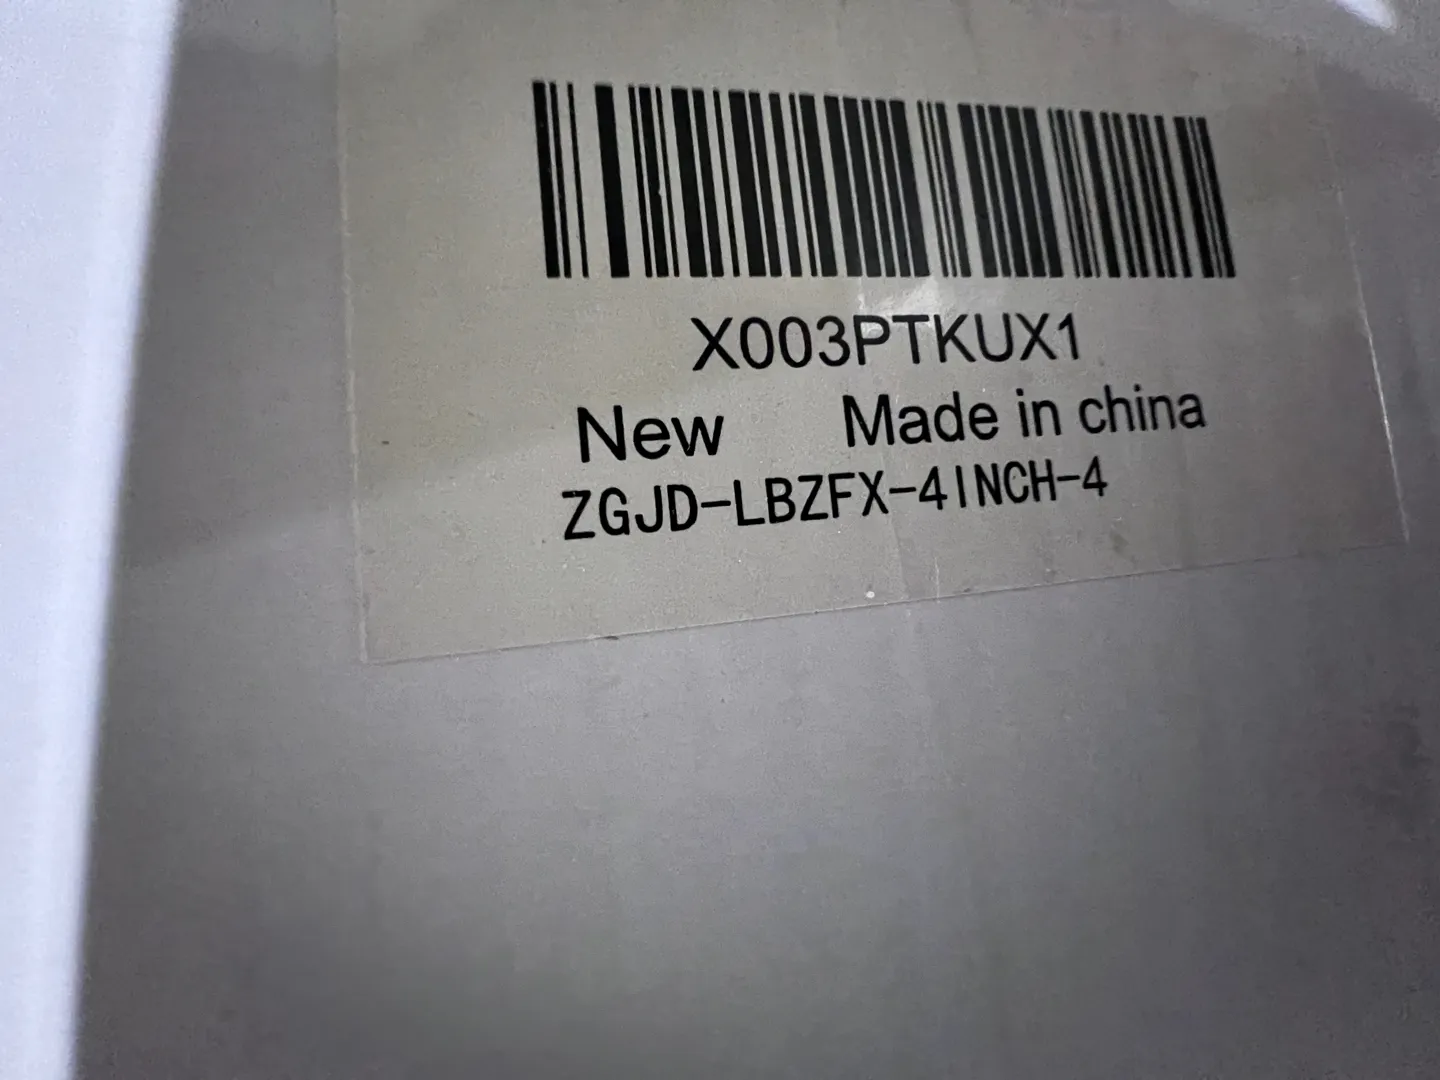 X003PTKUX1
New Made in china
ZGJD-LBZFX-4INCH-4